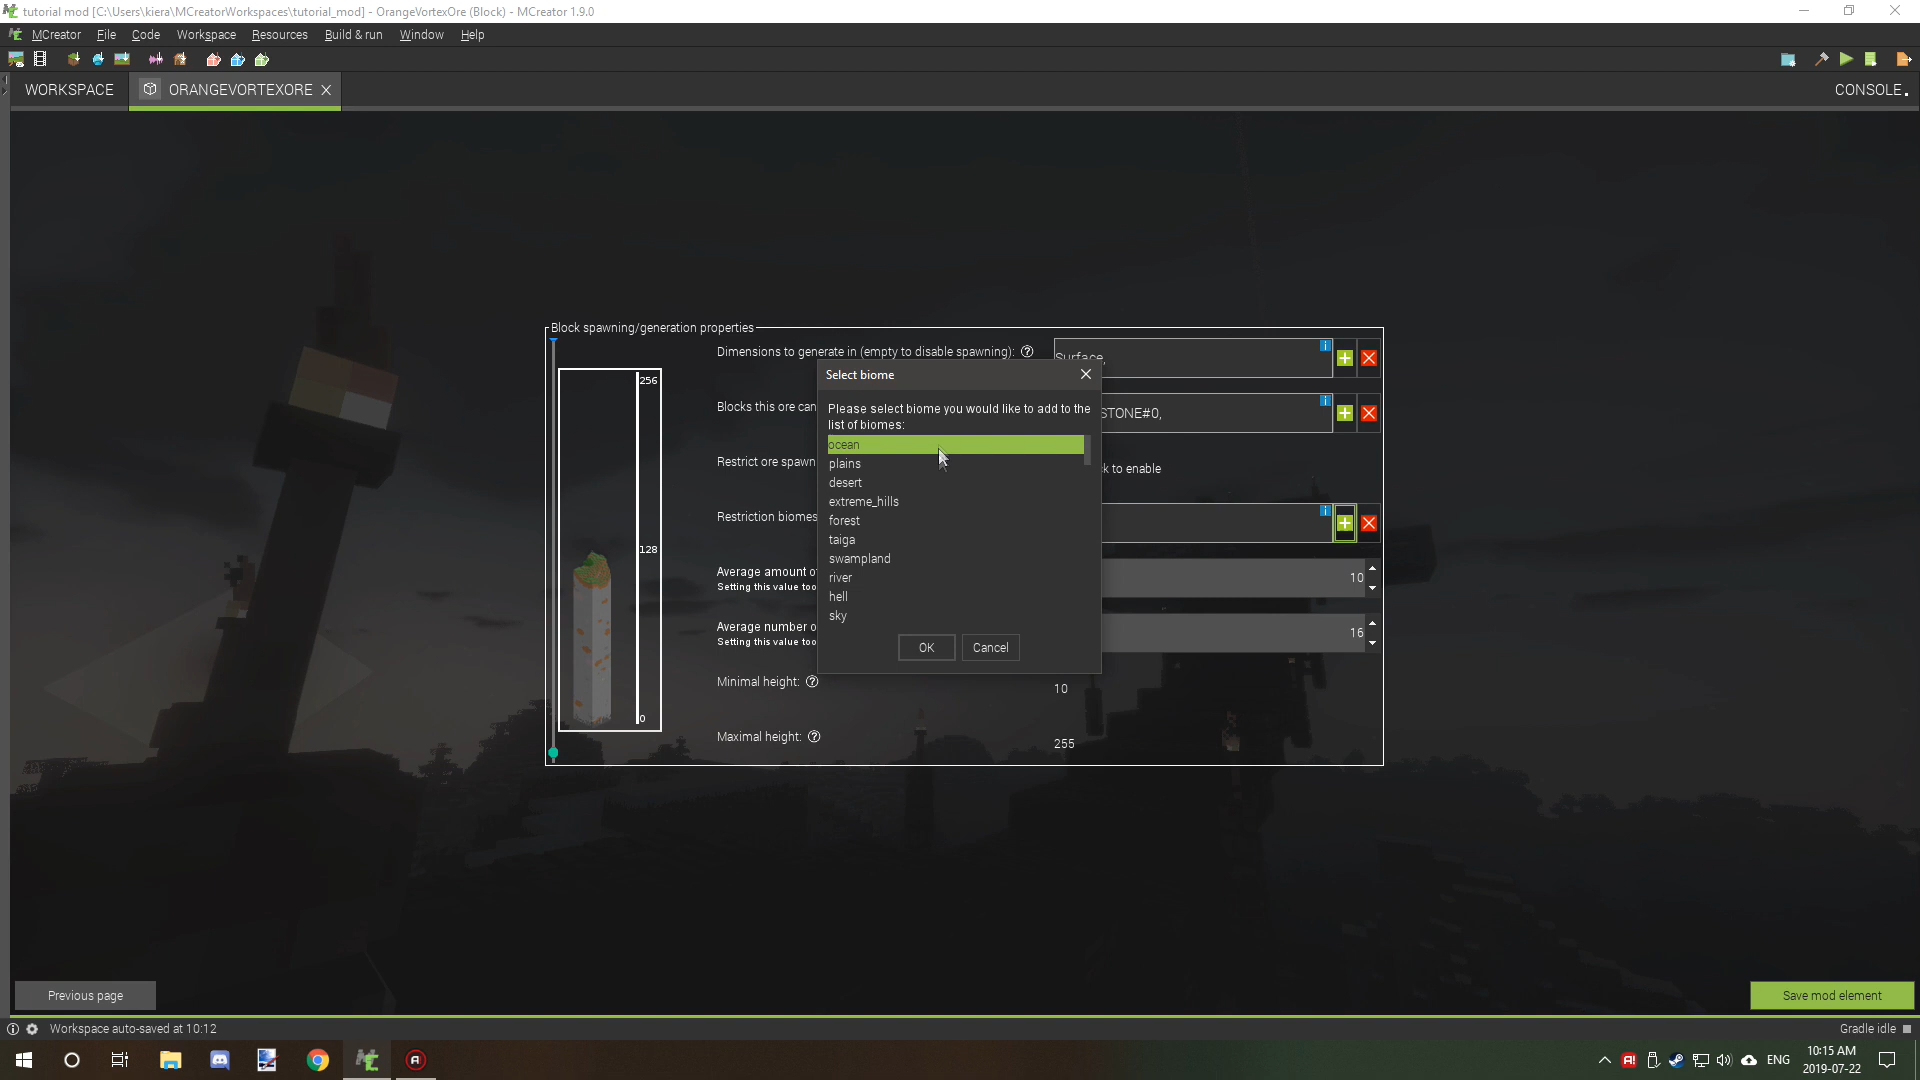 tutorial mod [C:\Users\kiera\MCreatorWorkspaces\tutorial_mod] - OrangeVortexOre (Block) - MCreator 1.9.0
MCreator File Code Workspace Resources Build & run Window Help
WORKSPACE ORANGEVORTEXORE CONSOLE
Block spawning/generation properties
Dimensions to generate in (empty to disable spawning): Surface,
Select biome
Please select biome you would like to add to the
list of biomes:
256
128
0
Blocks this ore can STONE#0,
Restrict ore spawn k to enable
Restriction biomes
Average amount of 10
Setting this value too
Average number o 16
Setting this value too
ocean
plains
desert
extreme_hills
forest
taiga
swampland
river
hell
sky
OK Cancel
Minimal height: 10
Maximal height: 255
Previous page Save mod element
Workspace auto-saved at 10:12 Gradle idle
ENG 10:15 AM
2019-07-22